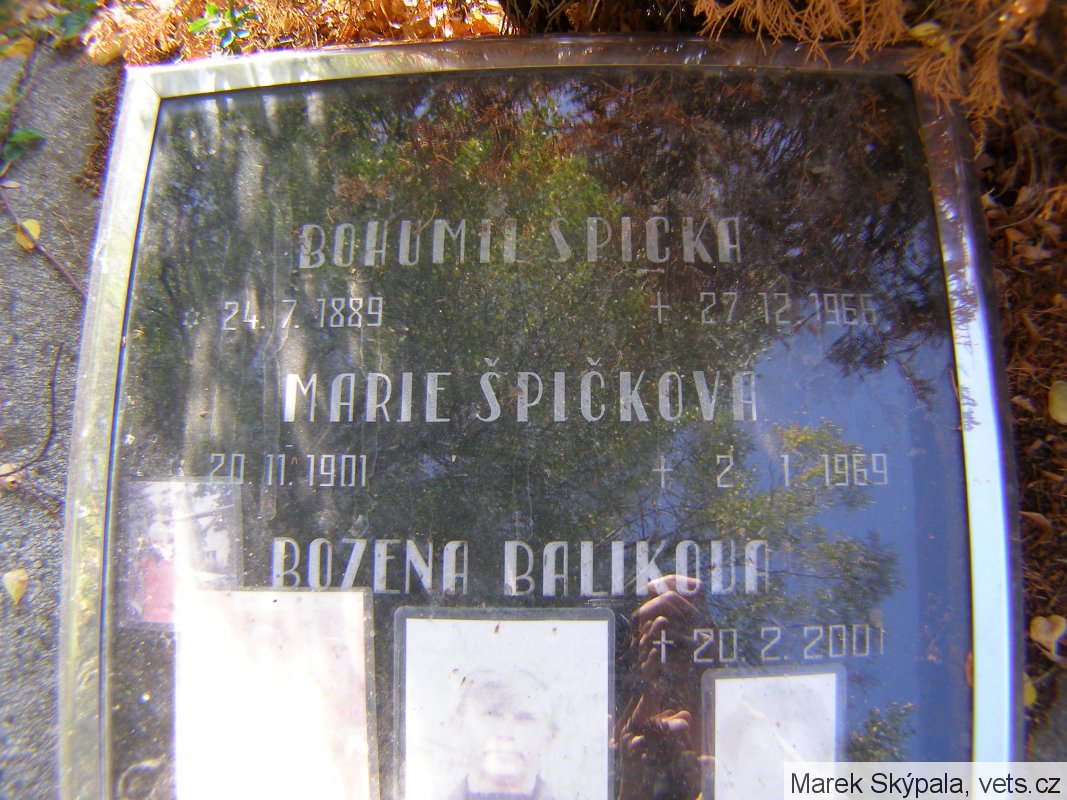 BOHUMIL ŠPIČKA
✡ 24. 7. 1889 ✝ 27 12 1966
MARIE ŠPIČKOVA
20. 11. 1901 ✝ 2 1 1969
BOŽENA BALIKOVA
✝ 20. 2. 2001
Marek Skýpala, vets.cz